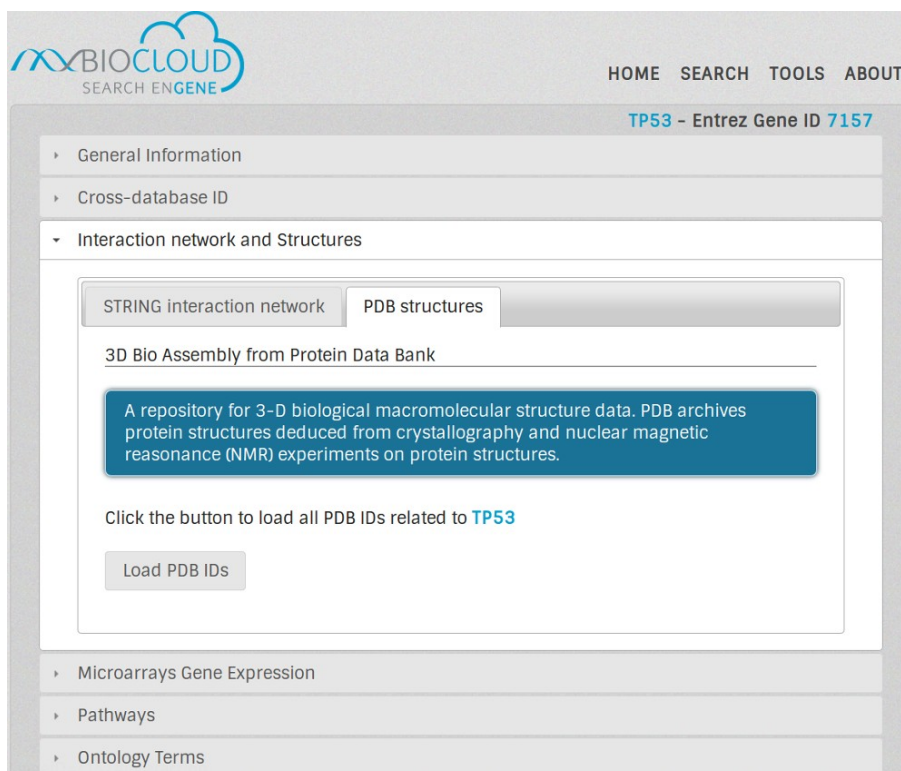 BIOCLOUD
SEARCH ENGENE
HOME SEARCH TOOLS ABOUT
TP53 - Entrez Gene ID 7157
General Information
Cross-database ID
Interaction network and Structures
STRING interaction network PDB structures
3D Bio Assembly from Protein Data Bank
A repository for 3-D biological macromolecular structure data. PDB archives
protein structures deduced from crystallography and nuclear magnetic
reasonance (NMR) experiments on protein structures.
Click the button to load all PDB IDs related to TP53
Load PDB IDs
Microarrays Gene Expression
Pathways
Ontology Terms